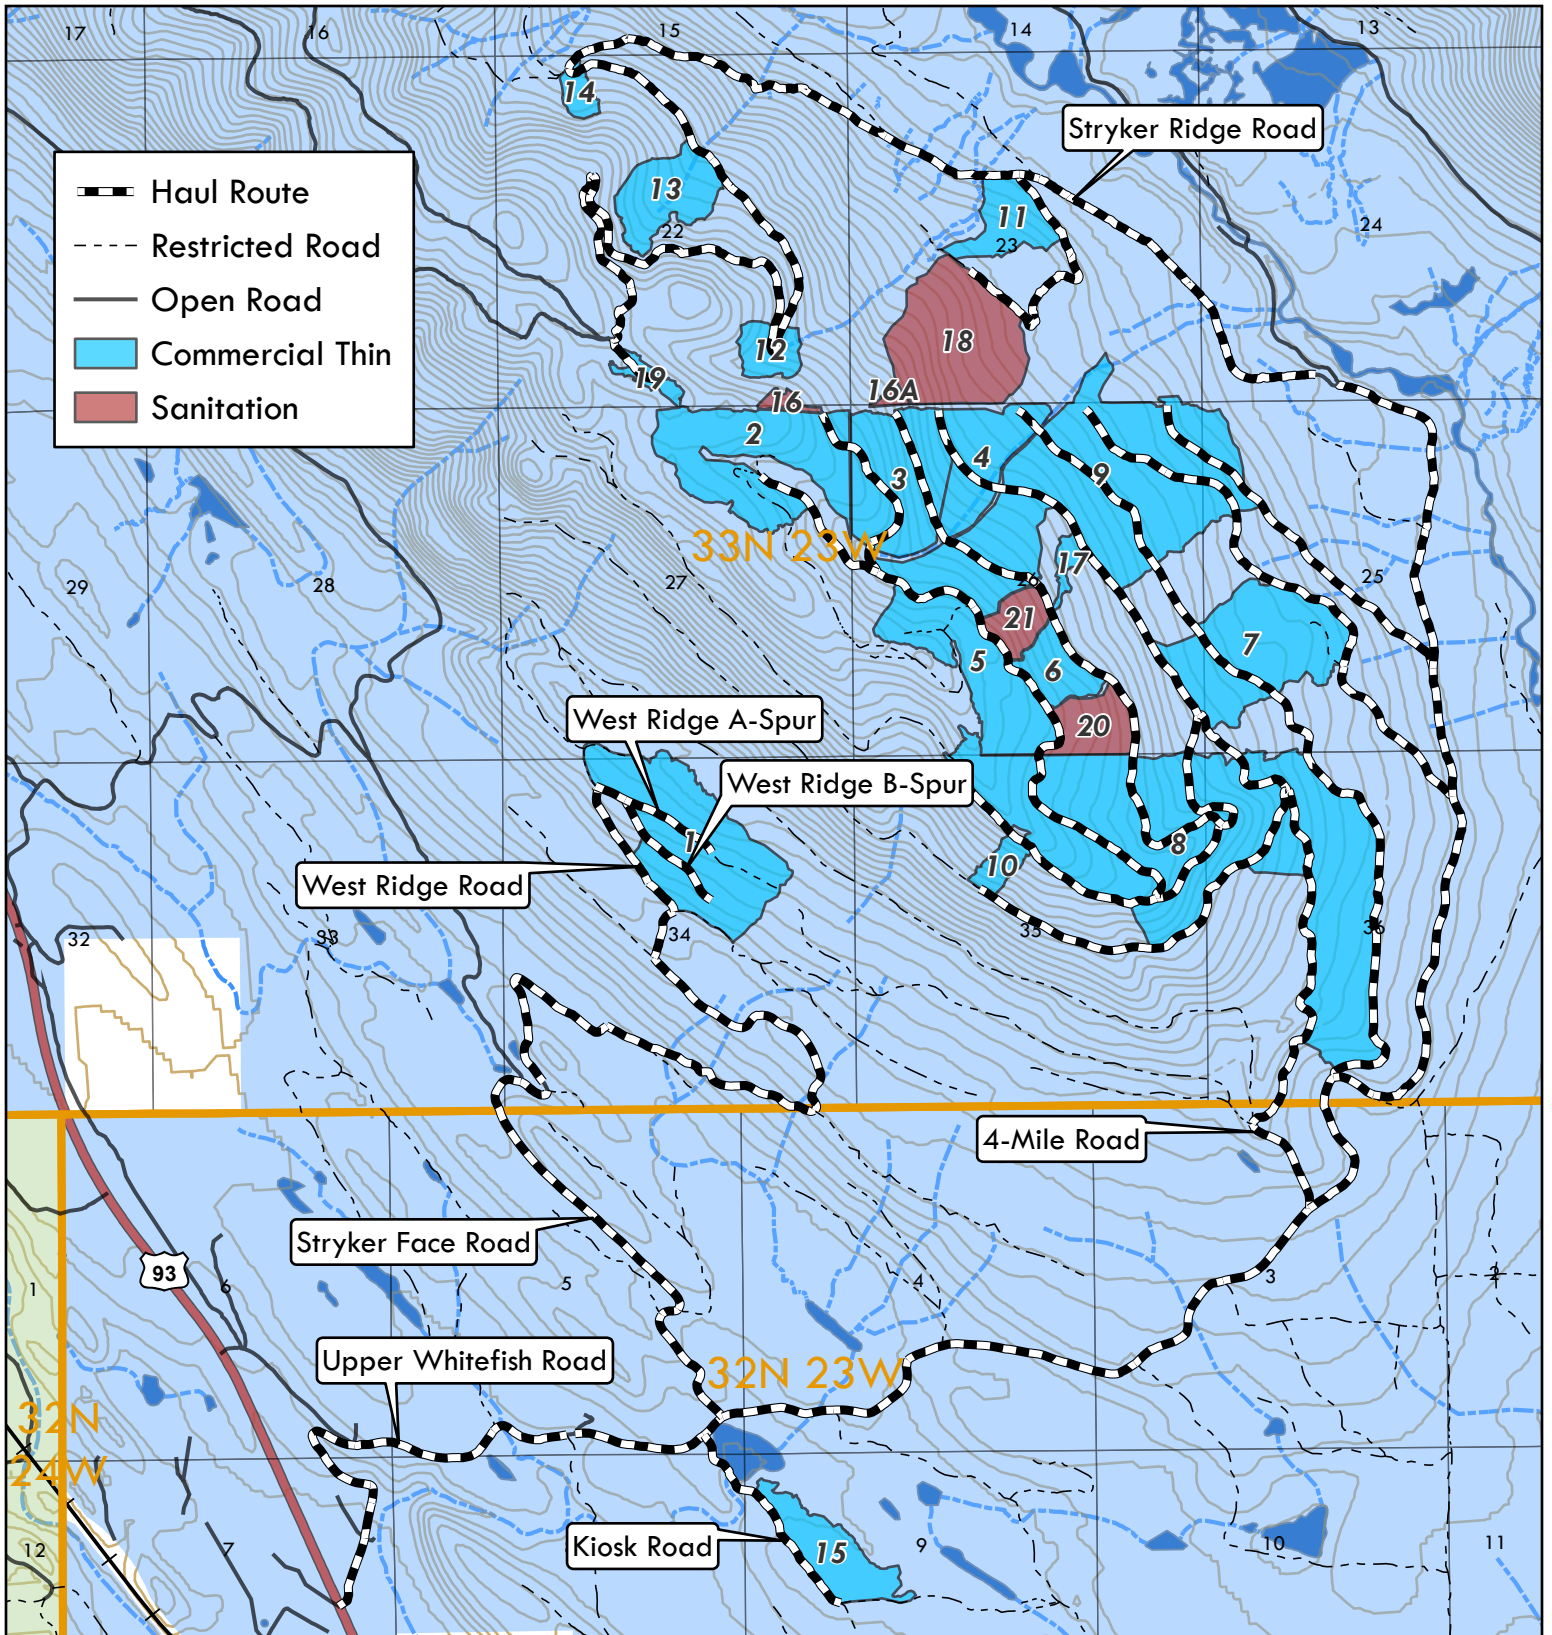 17
16
15
14
13
14
Stryker Ridge Road
Haul Route
Restricted Road
Open Road
Commercial Thin
Sanitation
13
22
11
23
24
18
12
19
16
16A
2
3
4
9
33N 23W
17
26
29
28
27
25
21
5
6
7
20
West Ridge A-Spur
West Ridge B-Spur
1
8
10
West Ridge Road
32
33
34
35
36
4-Mile Road
Stryker Face Road
93
1
6
5
4
3
2
Upper Whitefish Road
32N 23W
32N
24W
Kiosk Road
15
12
7
9
10
11